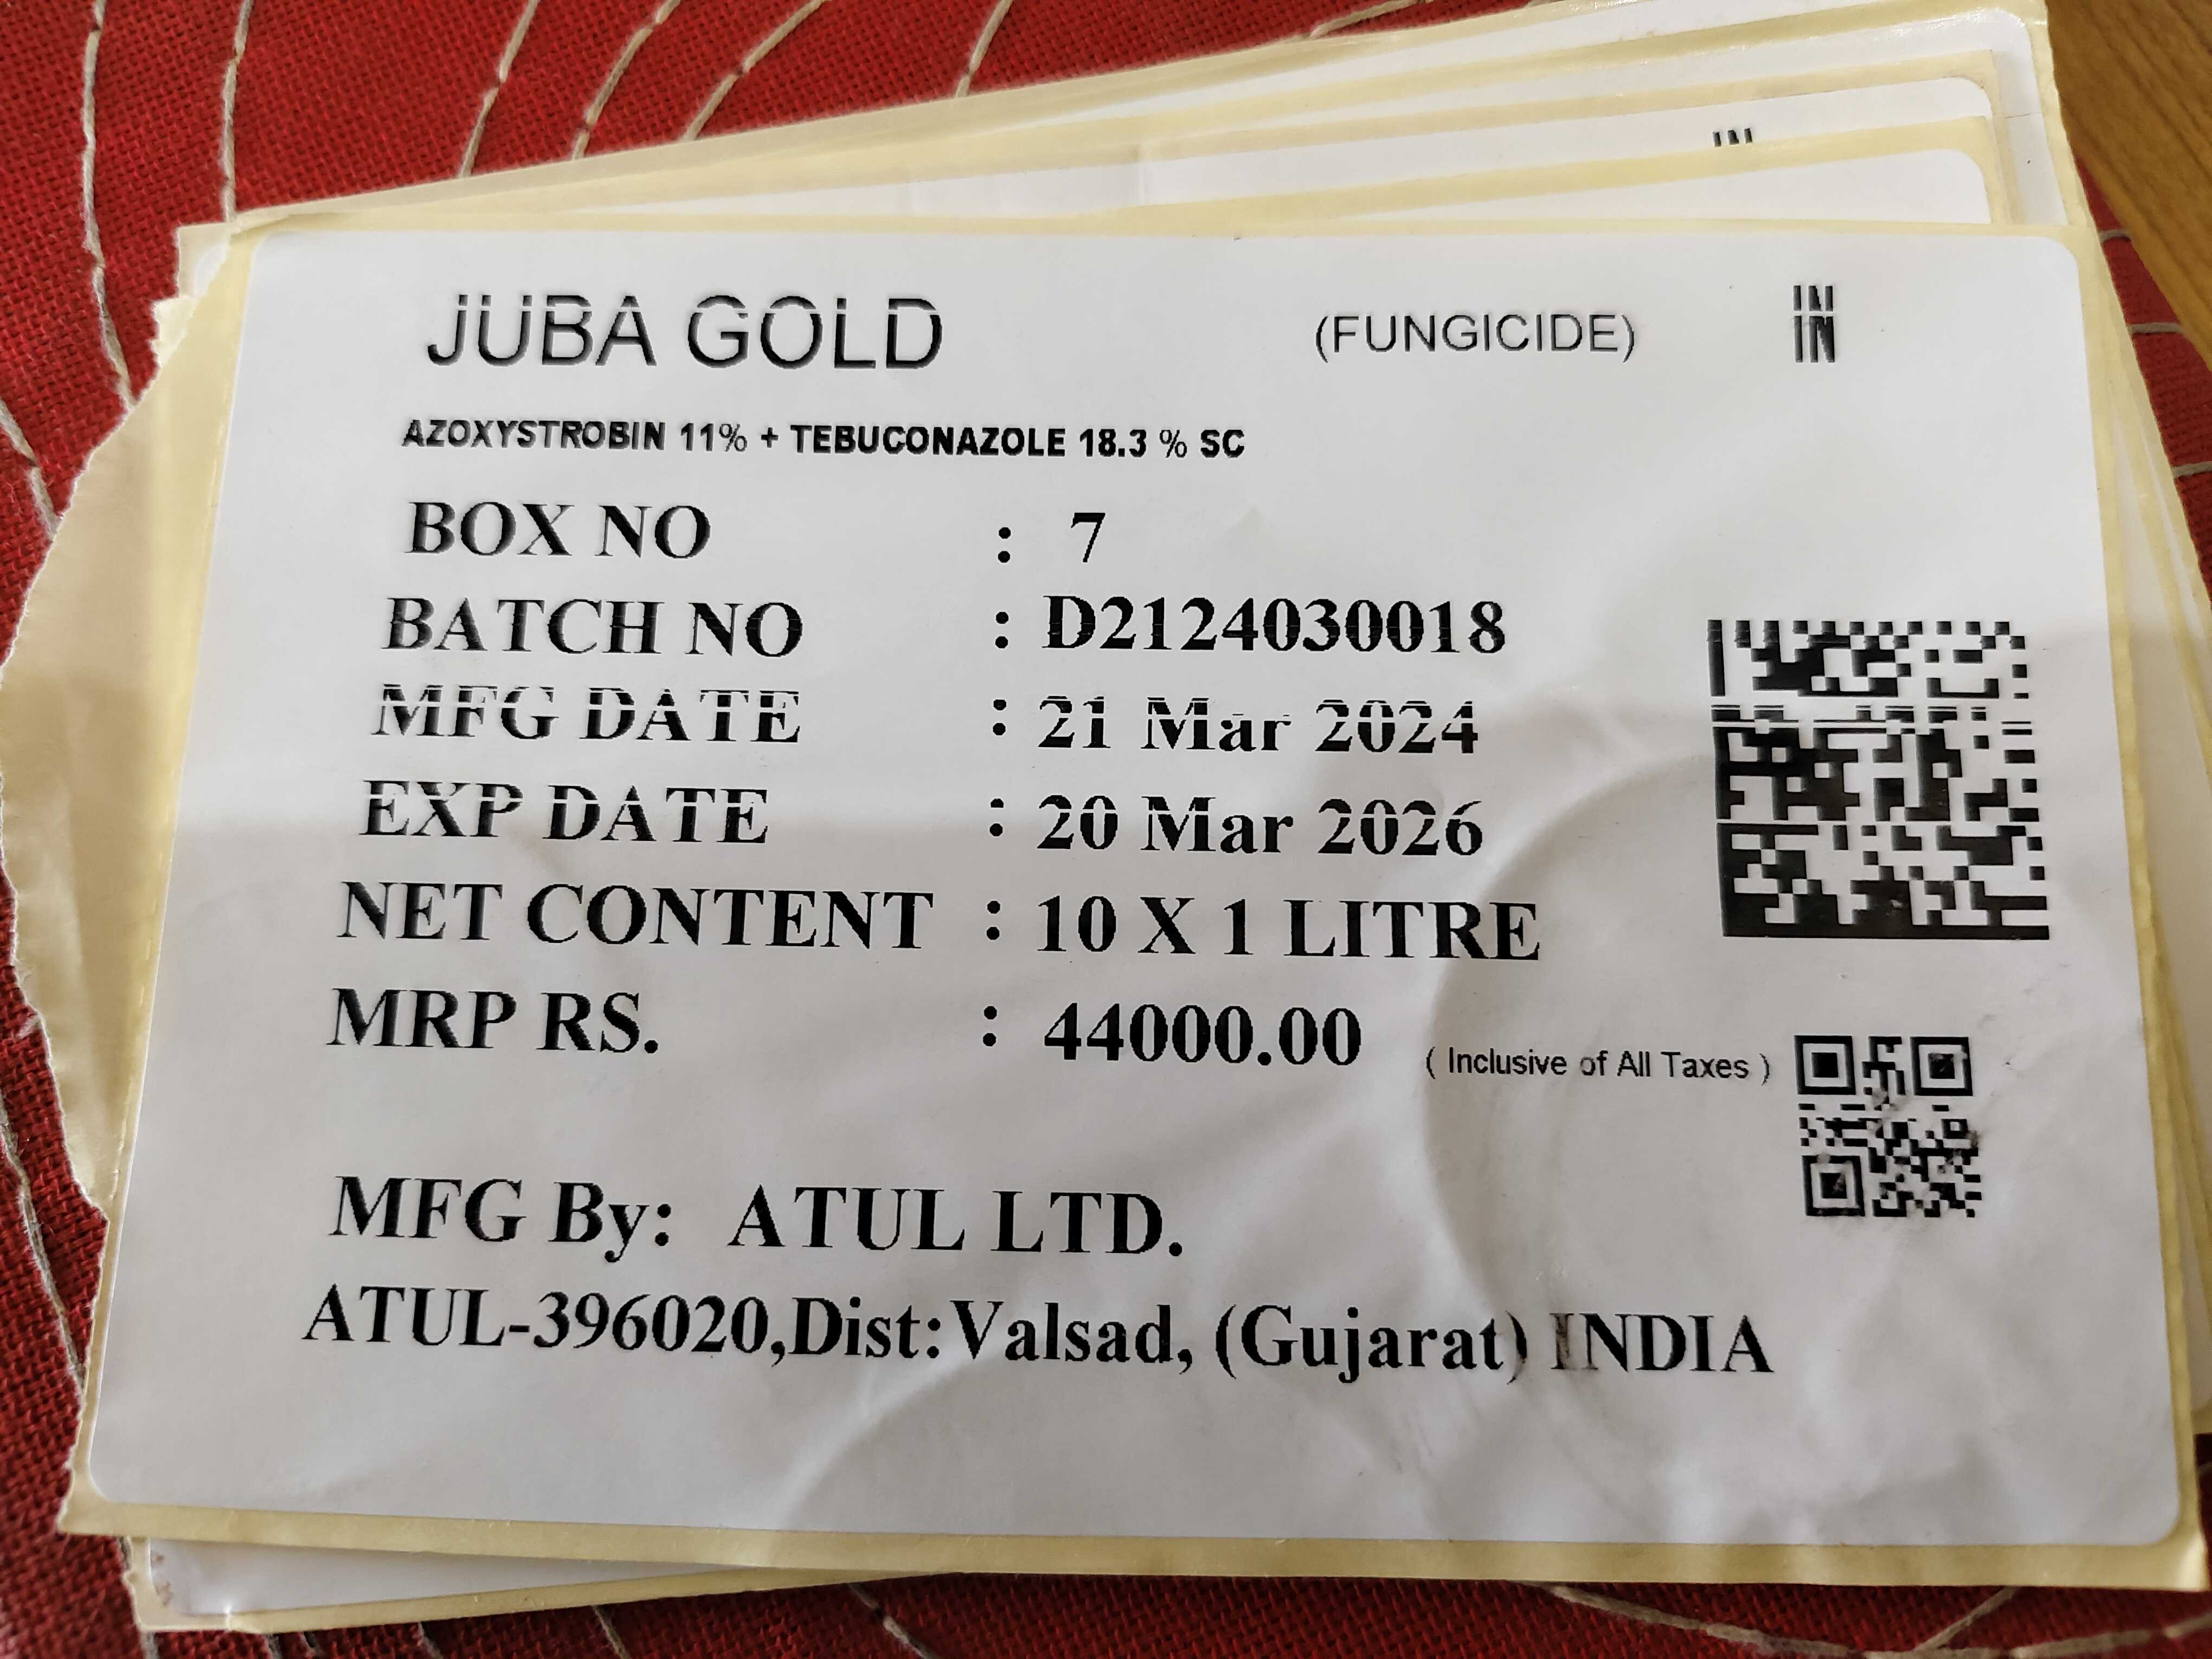 IN
JUBA GOLD (FUNGICIDE) IN
IN
AZOXYSTROBIN 11% + TEBUCONAZOLE 18.3 % SC
BOX NO : 7
BATCH NO : D2124030018
MFG DATE : 21 Mar 2024
EXP DATE : 20 Mar 2026
NET CONTENT : 10 X 1 LITRE
MRP RS. : 44000.00 ( Inclusive of All Taxes )
MFG By: ATUL LTD.
ATUL-396020,Dist:Valsad, (Gujarat) INDIA